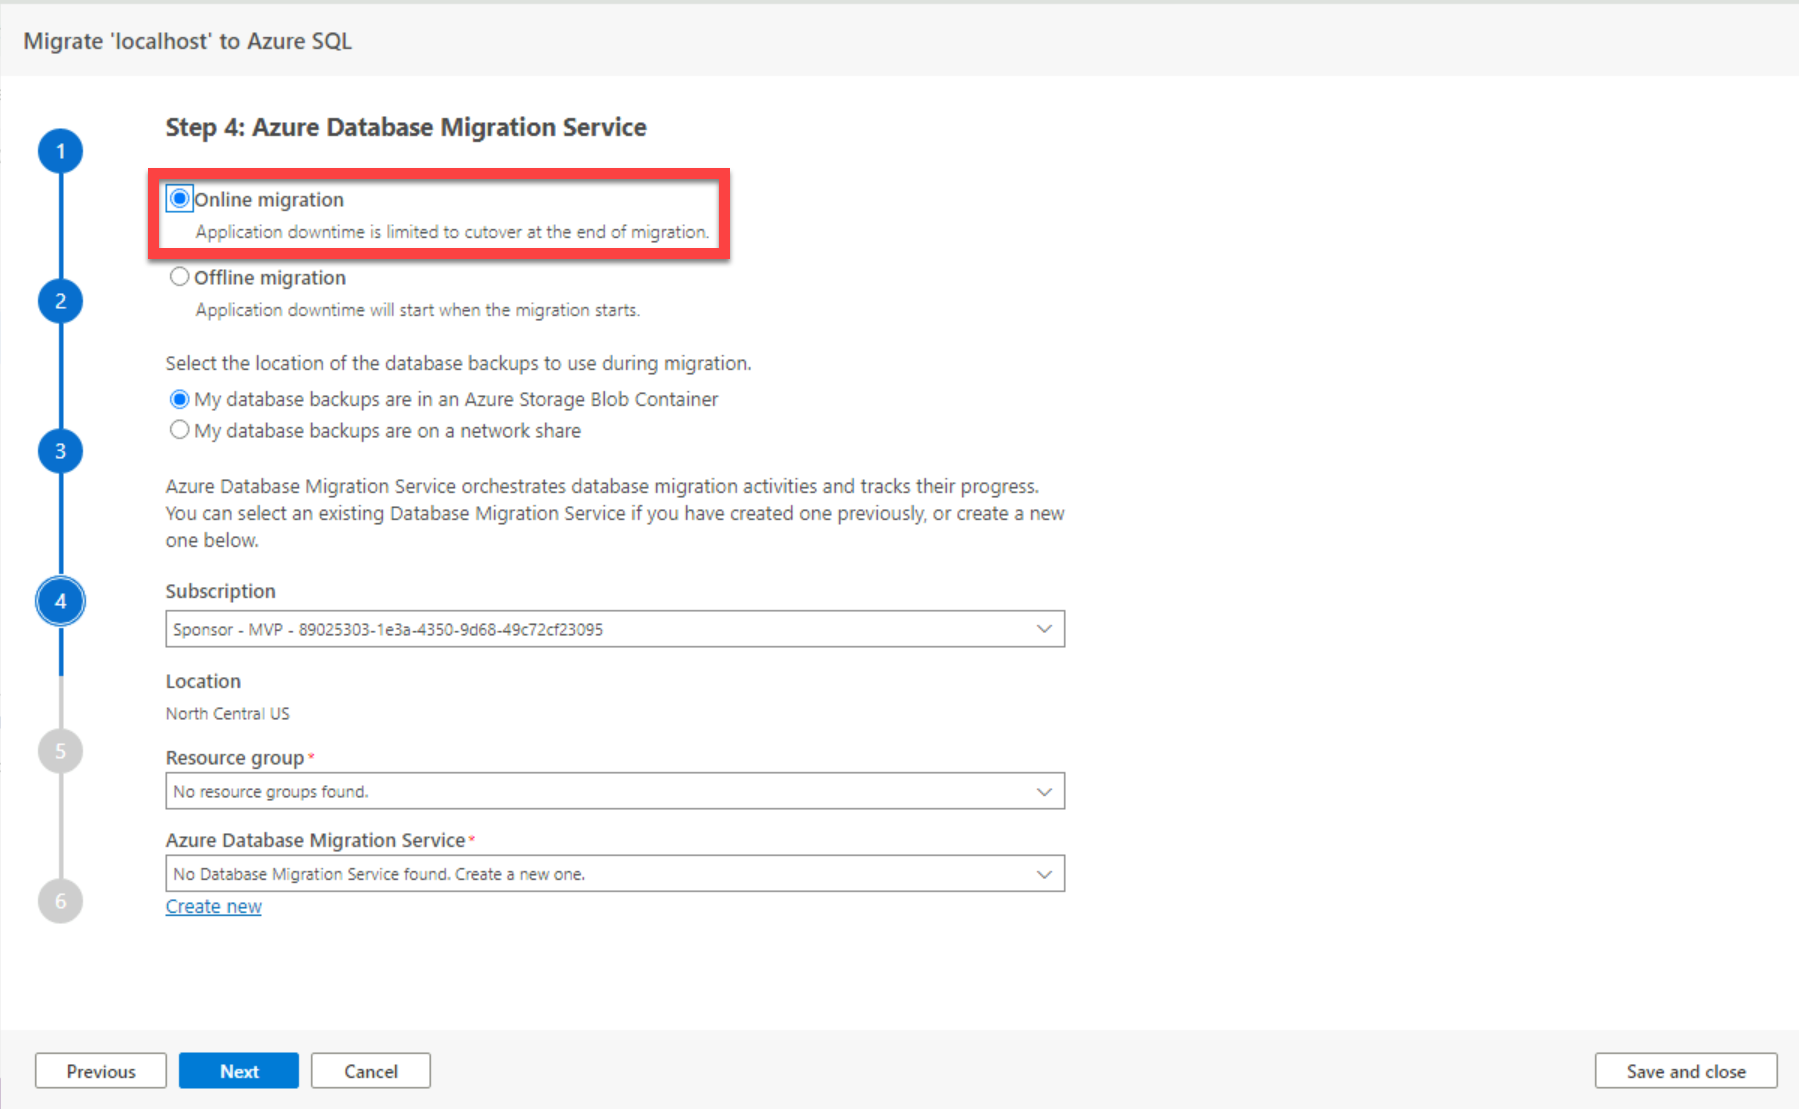 Migrate 'localhost' to Azure SQL
Step 4: Azure Database Migration Service
1
Online migration
Application downtime is limited to cutover at the end of migration.
Offline migration
2
Application downtime will start when the migration starts.
Select the location of the database backups to use during migration.
My database backups are in an Azure Storage Blob Container
My database backups are on a network share
3
Azure Database Migration Service orchestrates database migration activities and tracks their progress.
You can select an existing Database Migration Service if you have created one previously, or create a new
one below.
Subscription
4
Sponsor - MVP - 89025303-1e3a-4350-9d68-49c72cf23095
Location
North Central US
5
Resource group*
No resource groups found.
Azure Database Migration Service*
No Database Migration Service found. Create a new one.
6
Create new
Previous
Next
Cancel
Save and close